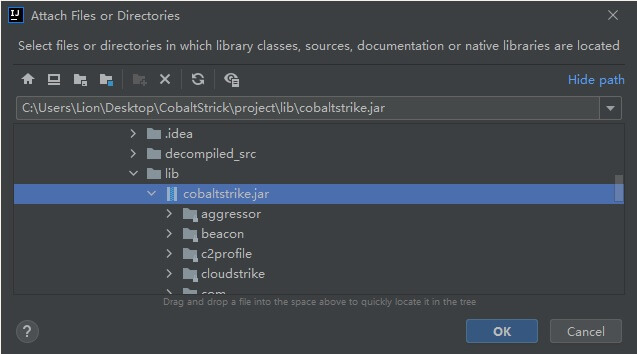 IJ Attach Files or Directories
Select files or directories in which library classes, sources, documentation or native libraries are located
Hide path
C:\Users\Lion\Desktop\CobaltStrick\project\lib\cobaltstrike.jar
.idea
decompiled_src
lib
cobaltstrike.jar
aggressor
beacon
c2profile
cloudstrike
com
Drag and drop a file into the space above to quickly locate it in the tree
? OK Cancel